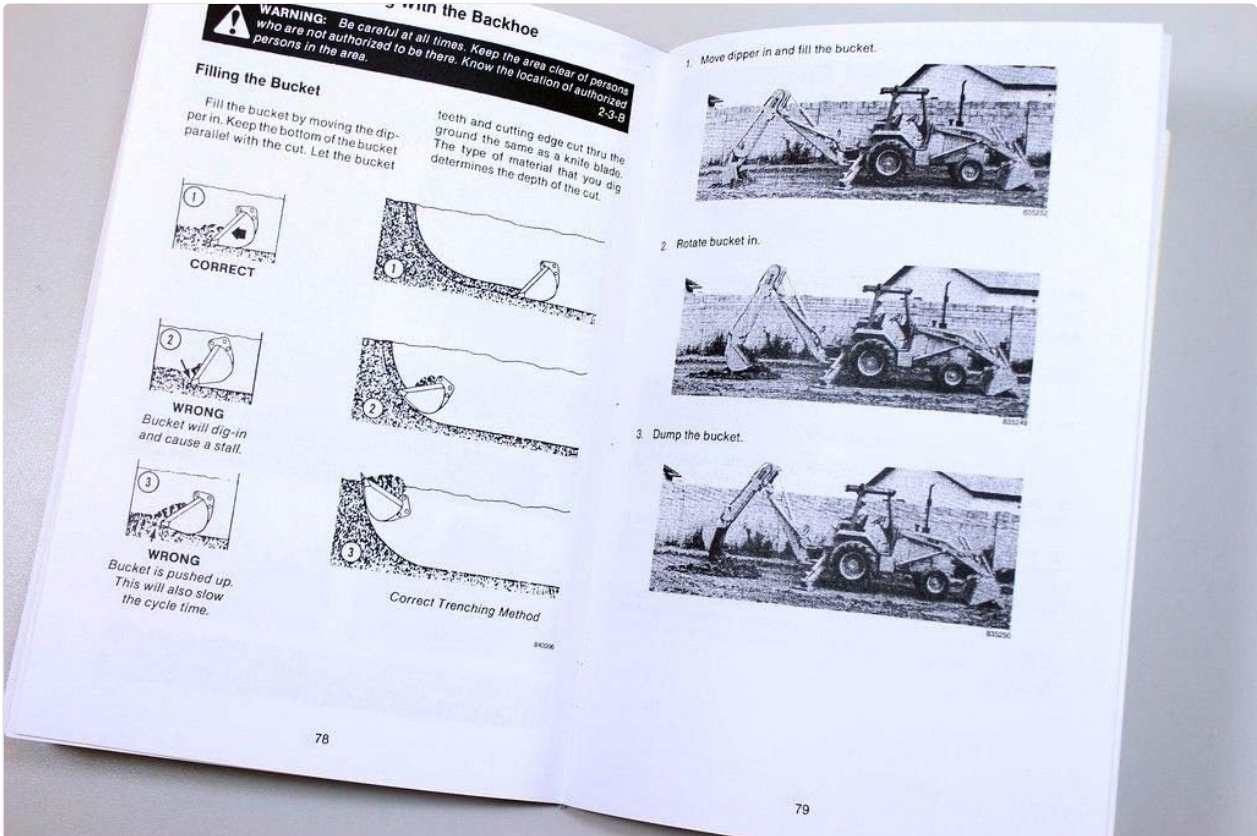 with the Backhoe
WARNING: Be careful at all times. Keep the area clear of persons
who are not authorized to be there. Know the location of authorized
persons in the area.
2-3-B
Filling the Bucket
Fill the bucket by moving the dip-
per in. Keep the bottom of the bucket
parallel with the cut. Let the bucket
teeth and cutting edge cut thru the
ground the same as a knife blade.
The type of material that you dig
determines the depth of the cut.
1
CORRECT
2
WRONG
Bucket will dig-in
and cause a stall.
3
WRONG
Bucket is pushed up.
This will also slow
the cycle time.
1
2
3
Correct Trenching Method
78
1. Move dipper in and fill the bucket.
835252
2. Rotate bucket in.
835249
3. Dump the bucket.
835250
79